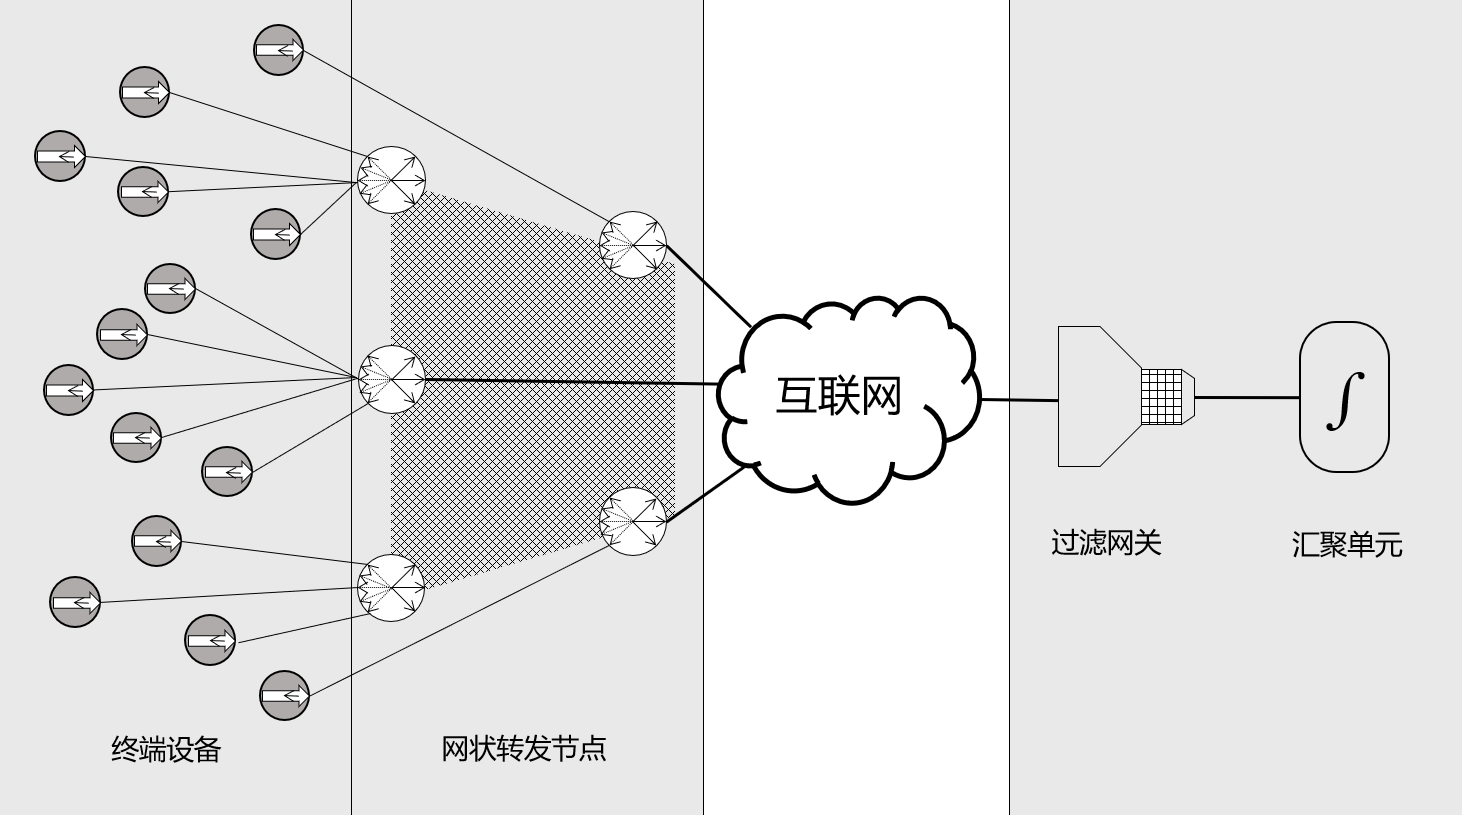 互联网
过滤网关
汇聚单元
∫
终端设备
网状转发节点